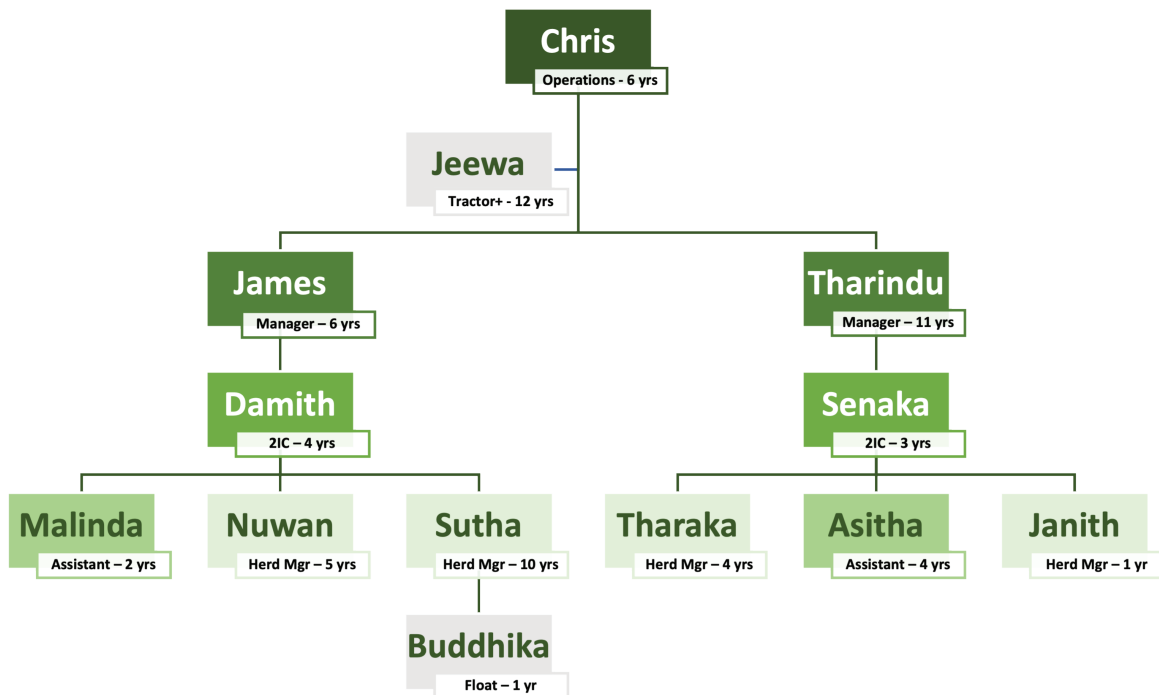 Chris
Operations - 6 yrs
Jeewa
Tractor+ - 12 yrs
James
Manager – 6 yrs
Tharindu
Manager – 11 yrs
Damith
2IC – 4 yrs
Senaka
2IC – 3 yrs
Malinda
Assistant – 2 yrs
Nuwan
Herd Mgr – 5 yrs
Sutha
Herd Mgr – 10 yrs
Tharaka
Herd Mgr – 4 yrs
Asitha
Assistant – 4 yrs
Janith
Herd Mgr – 1 yr
Buddhika
Float – 1 yr